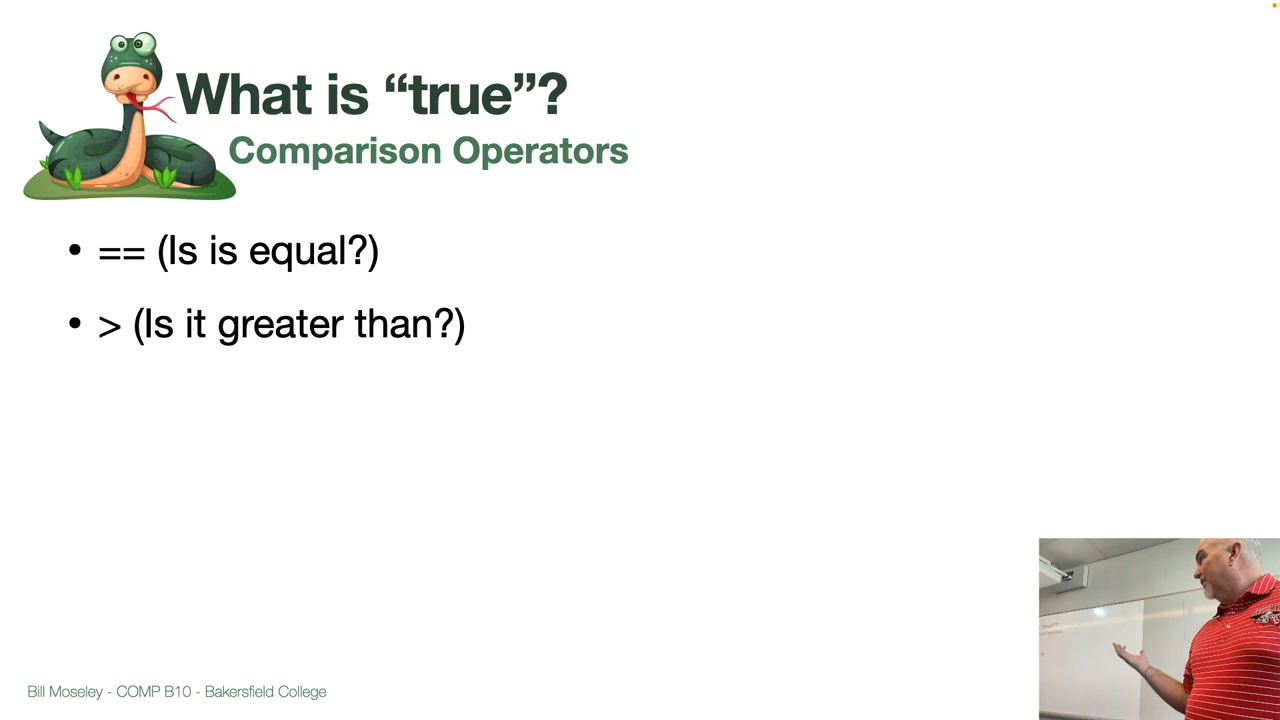 What is “true”?
Comparison Operators
• == (Is is equal?)
• > (Is it greater than?)
Bill Moseley - COMP B10 - Bakersfield College